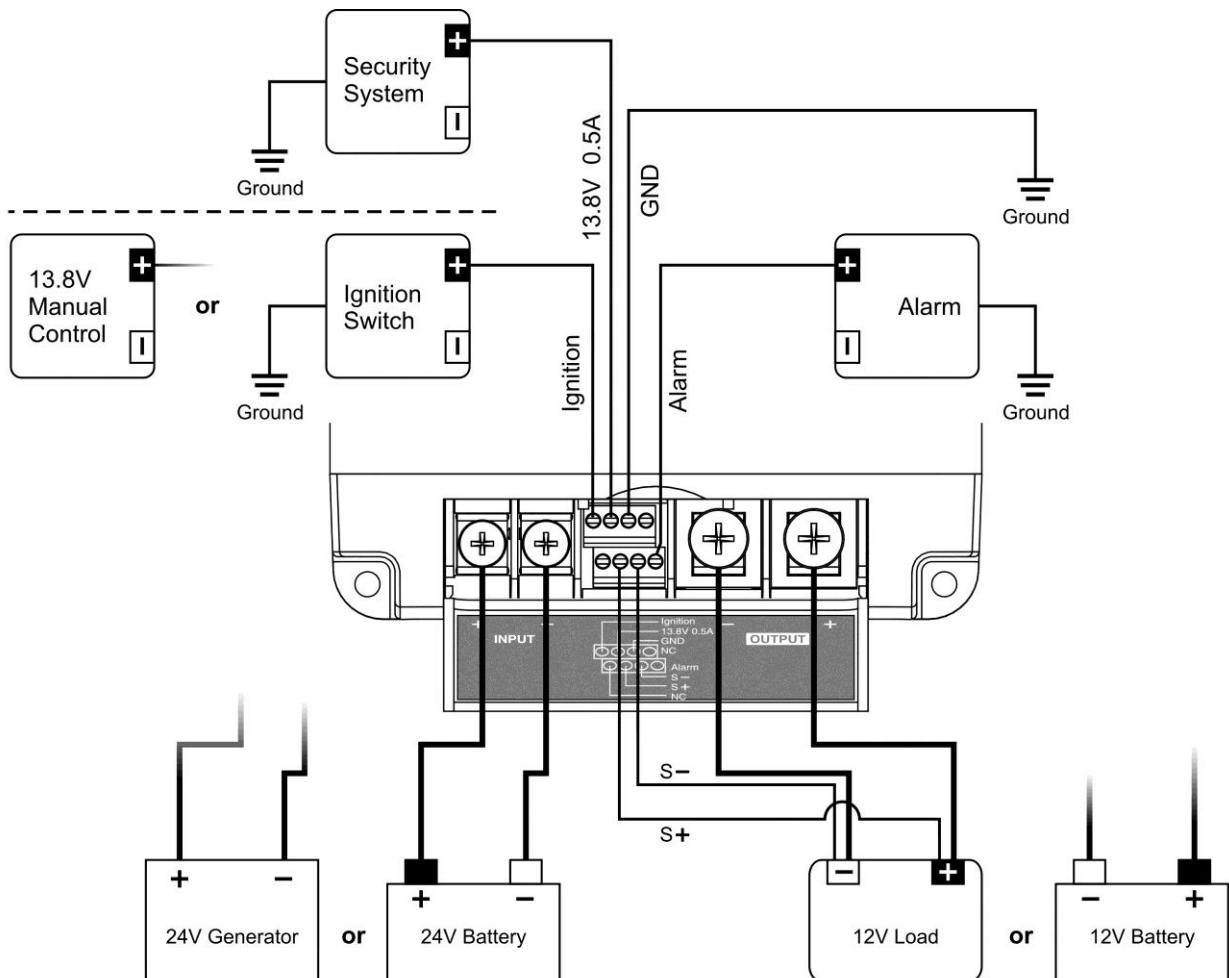 Security
System
+
-
Ground
13.8V 0.5A
GND
Ground
13.8V
Manual
Control
+
-
or
Ignition
Switch
+
-
Ground
Ignition
Alarm
+
-
Alarm
Ground
+ INPUT -
Ignition
13.8V 0.5A
GND
NC
Alarm
S-
S+
NC
- OUTPUT +
S-
S+
+ -
24V Generator
or
+ -
24V Battery
- +
12V Load
or
- +
12V Battery